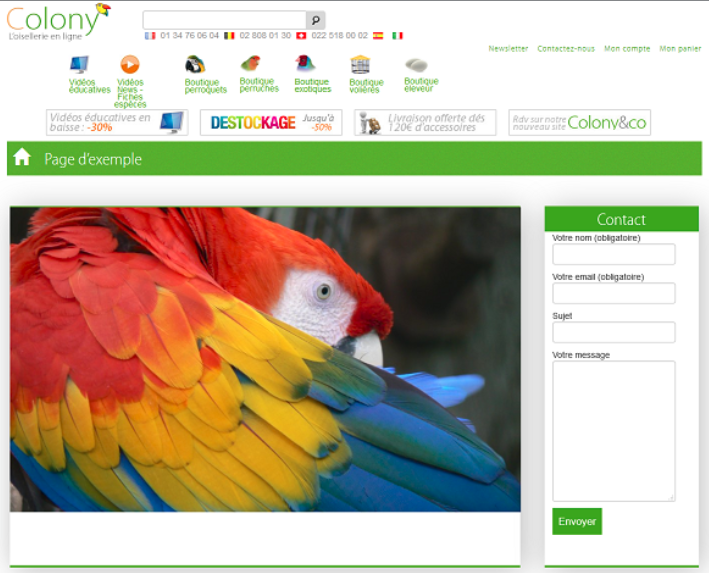 Colony
L'oisellerie en ligne
01 34 76 06 04 02 808 01 30 022 518 00 02
Newsletter Contactez-nous Mon compte Mon panier
Vidéos
éducatives
Vidéos
News -
Fiches
espèces
Boutique
perroquets
Boutique
perruches
Boutique
exotiques
Boutique
volières
Boutique
éleveur
Vidéos éducatives en
baisse : -30%
DESTOCKAGE Jusqu'à
-50%
Livraison offerte dés
120€ d'accessoires
Rdv sur notre
nouveau site Colony&co
Page d'exemple
Contact
Votre nom (obligatoire)
Votre email (obligatoire)
Sujet
Votre message
Envoyer